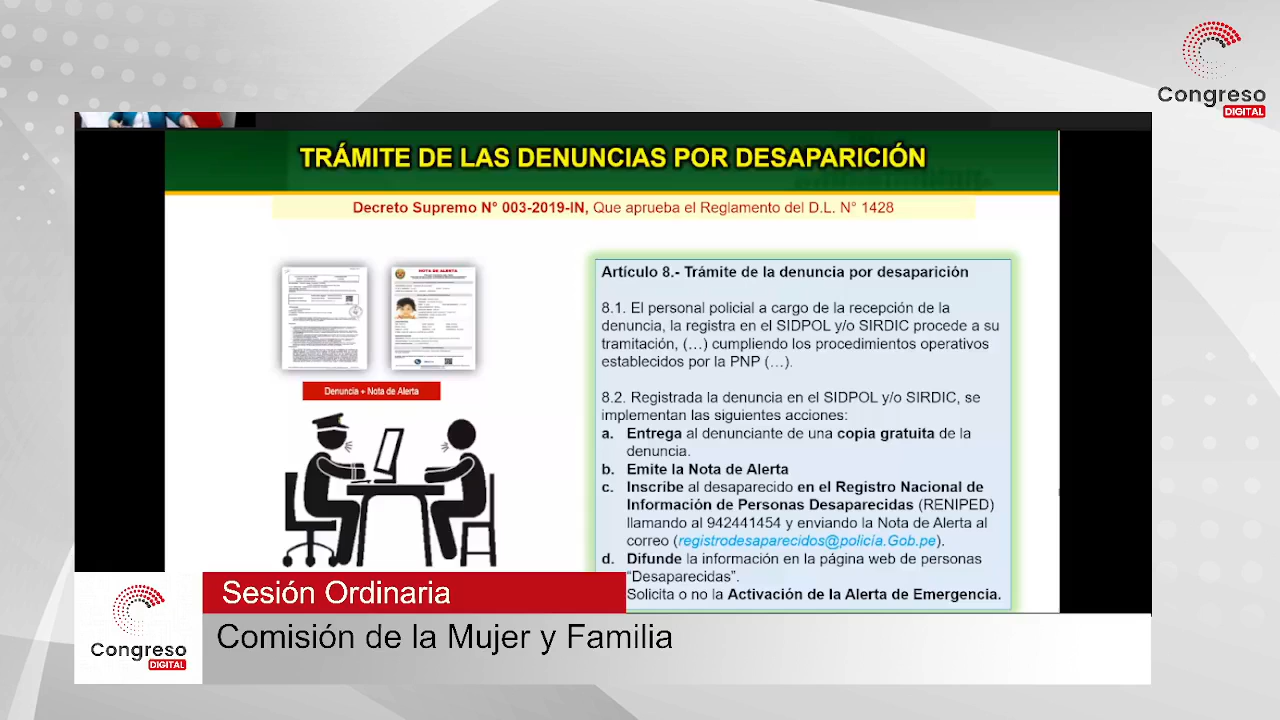 Congreso
DIGITAL
TRÁMITE DE LAS DENUNCIAS POR DESAPARICIÓN
Decreto Supremo N° 003-2019-IN, Que aprueba el Reglamento del D.L. N° 1428
NOTA DE ALERTA
Denuncia + Nota de Alerta
Artículo 8.- Trámite de la denuncia por desaparición
8.1. El personal policial a cargo de la recepción de la
denuncia, la registra en el SIDPOL y/o SIRDIC procede a su
tramitación, (...) cumpliendo los procedimientos operativos
establecidos por la PNP (...).
8.2. Registrada la denuncia en el SIDPOL y/o SIRDIC, se
implementan las siguientes acciones:
a. Entrega al denunciante de una copia gratuita de la
denuncia.
b. Emite la Nota de Alerta
c. Inscribe al desaparecido en el Registro Nacional de
Información de Personas Desaparecidas (RENIPED)
llamando al 942441454 y enviando la Nota de Alerta al
correo (registrodesaparecidos@policia.Gob.pe).
d. Difunde la información en la página web de personas
“Desaparecidas”.
Solicita o no la Activación de la Alerta de Emergencia.
Sesión Ordinaria
Comisión de la Mujer y Familia
Congreso
DIGITAL